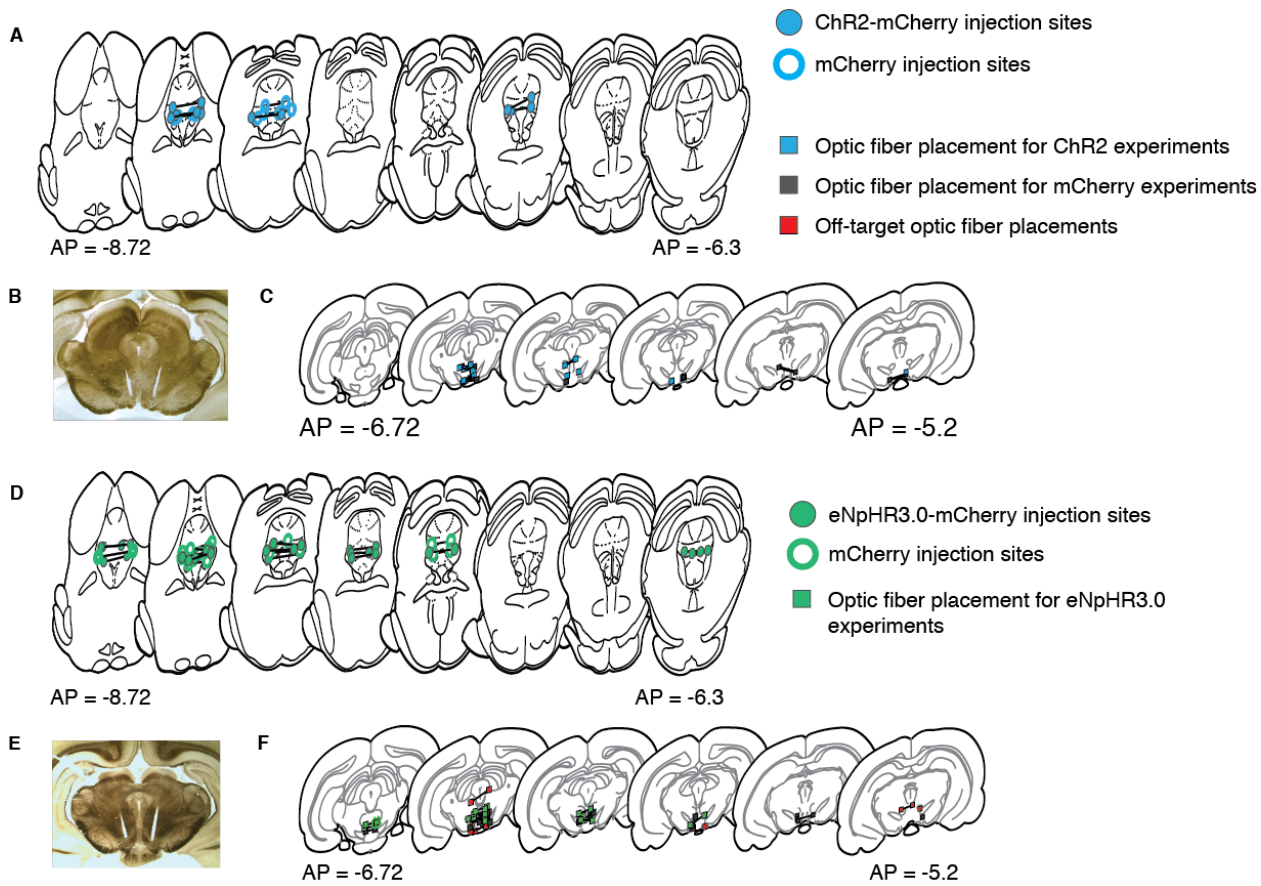 A
ChR2-mCherry injection sites
mCherry injection sites
Optic fiber placement for ChR2 experiments
Optic fiber placement for mCherry experiments
Off-target optic fiber placements
AP = -8.72
AP = -6.3
B
C
AP = -6.72
AP = -5.2
D
eNpHR3.0-mCherry injection sites
mCherry injection sites
Optic fiber placement for eNpHR3.0
experiments
AP = -8.72
AP = -6.3
E
F
AP = -6.72
AP = -5.2